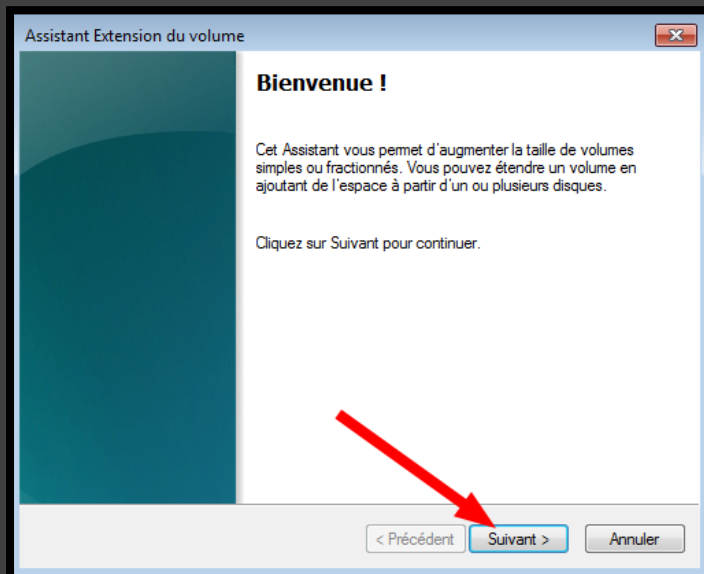 Assistant Extension du volume
Bienvenue !
Cet Assistant vous permet d'augmenter la taille de volumes
simples ou fractionnés. Vous pouvez étendre un volume en
ajoutant de l'espace à partir d'un ou plusieurs disques.
Cliquez sur Suivant pour continuer.
< Précédent Suivant > Annuler